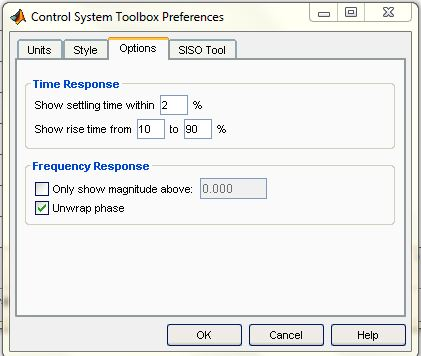 Control System Toolbox Preferences
Units Style Options SISO Tool
Time Response
Show settling time within 2 %
Show rise time from 10 to 90 %
Frequency Response
Only show magnitude above: 0.000
Unwrap phase
OK Cancel Help